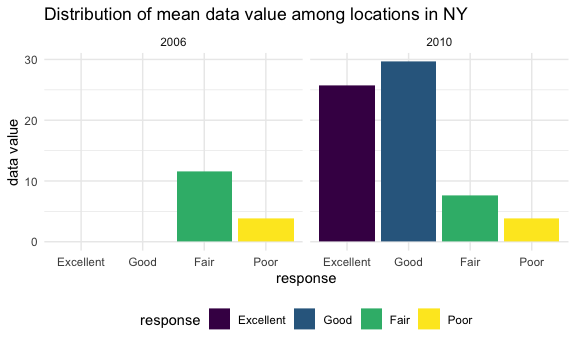 Distribution of mean data value among locations in NY
2006
2010
data value
30
20
10
0
Excellent
Good
Fair
Poor
Excellent
Good
Fair
Poor
response
response
Excellent
Good
Fair
Poor